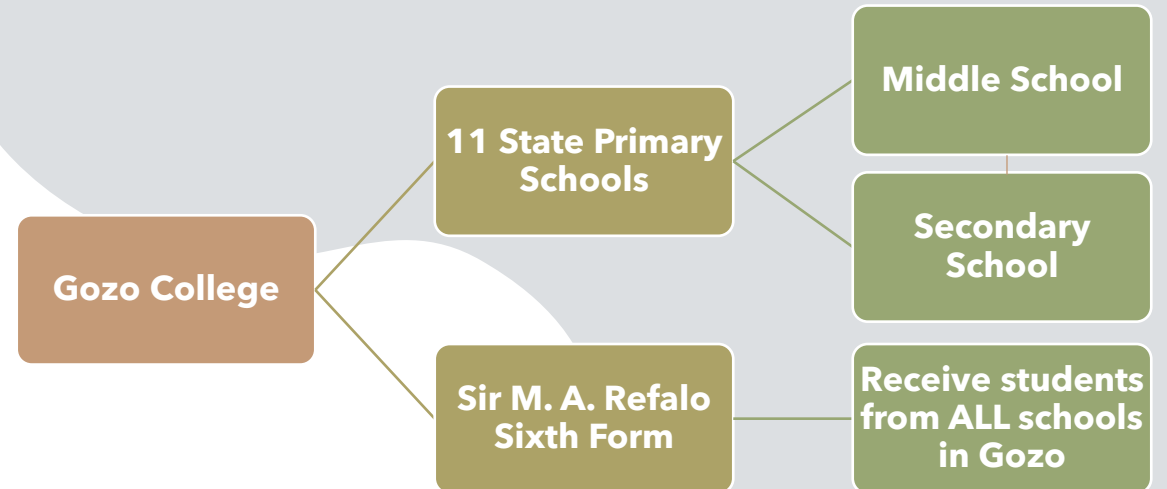 Gozo College
11 State Primary
Schools
Middle School
Secondary
School
Sir M. A. Refalo
Sixth Form
Receive students
from ALL schools
in Gozo